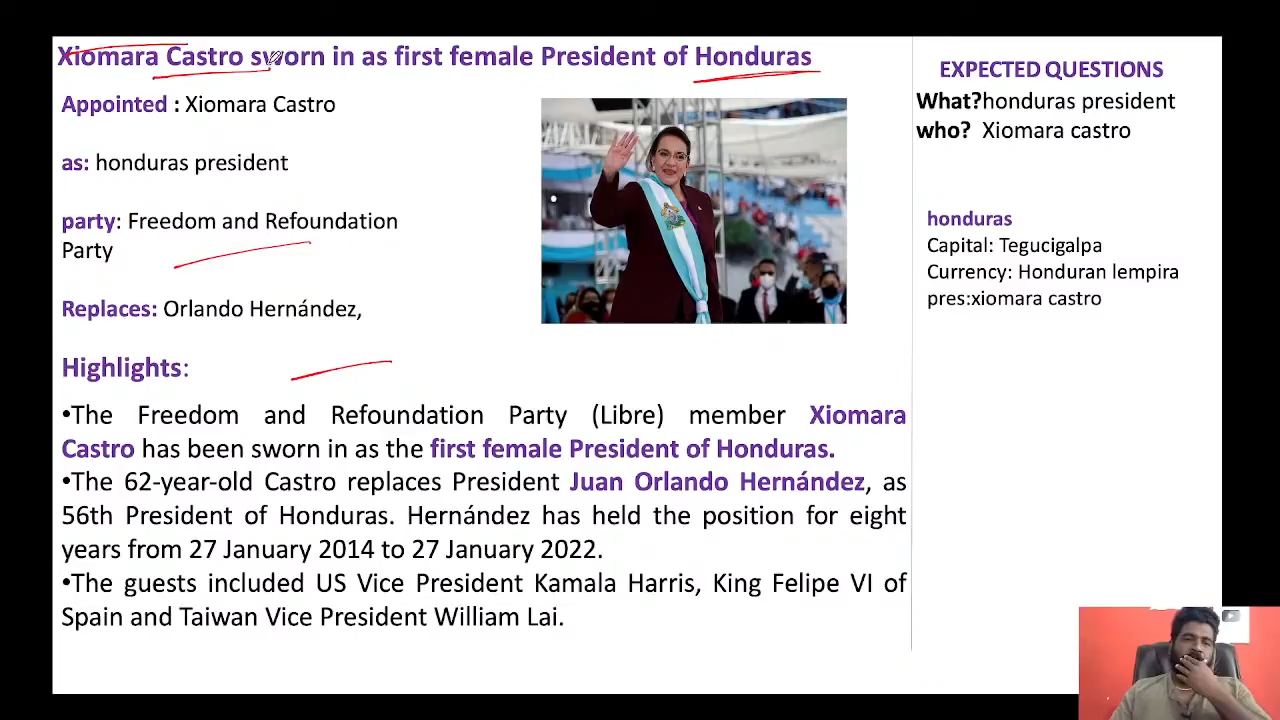 Xiomara Castro sworn in as first female President of Honduras
Appointed : Xiomara Castro
as: honduras president
party: Freedom and Refoundation
Party
Replaces: Orlando Hernández,
Highlights:
•The Freedom and Refoundation Party (Libre) member Xiomara
Castro has been sworn in as the first female President of Honduras.
•The 62-year-old Castro replaces President Juan Orlando Hernández, as
56th President of Honduras. Hernández has held the position for eight
years from 27 January 2014 to 27 January 2022.
•The guests included US Vice President Kamala Harris, King Felipe VI of
Spain and Taiwan Vice President William Lai.
EXPECTED QUESTIONS
What?honduras president
who? Xiomara castro
honduras
Capital: Tegucigalpa
Currency: Honduran lempira
pres:xiomara castro